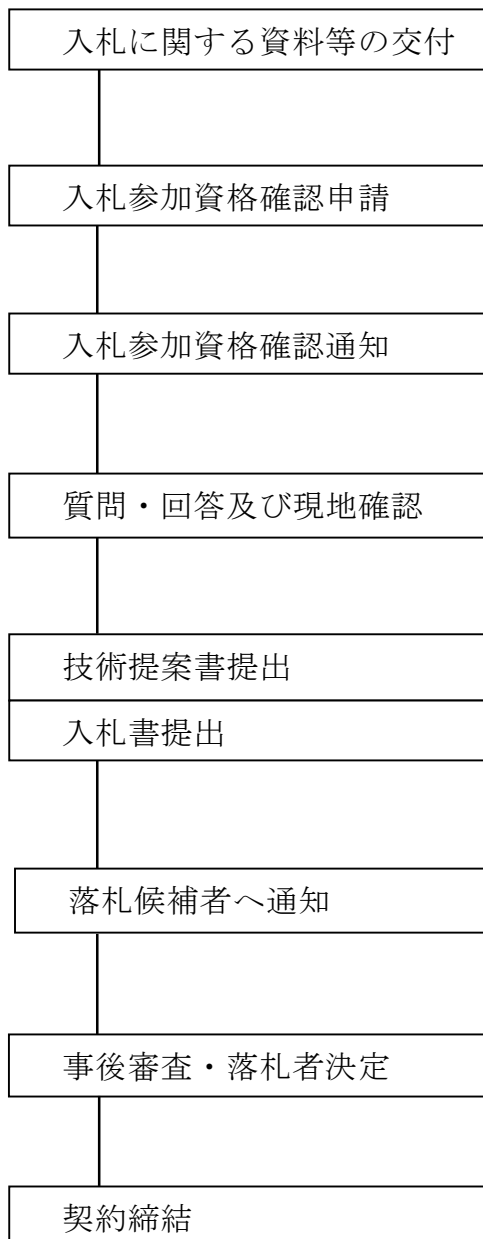 入札に関する資料等の交付
入札参加資格確認申請
入札参加資格確認通知
質問・回答及び現地確認
技術提案書提出
入札書提出
落札候補者へ通知
事後審査・落札者決定
契約締結